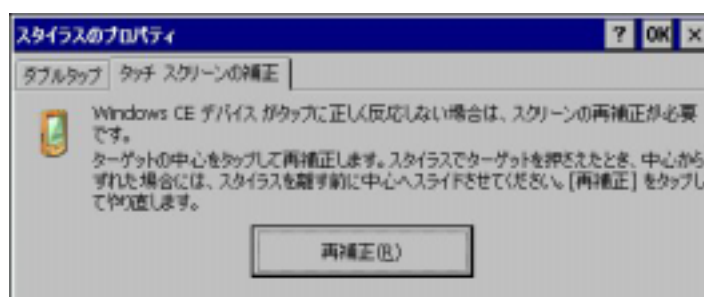 スタイラスのプロパティ ? OK ×
ダブルタップ タッチ スクリーンの補正
Windows CE デバイス がタップに正しく反応しない場合は、スクリーンの再補正が必要
です。
ターゲットの中心をタップして再補正します。スタイラスでターゲットを押さえたとき、中心から
ずれた場合には、スタイラスを離す前に中心へスライドさせてください。[再補正] をタップし
てやり直します。
再補正(R)